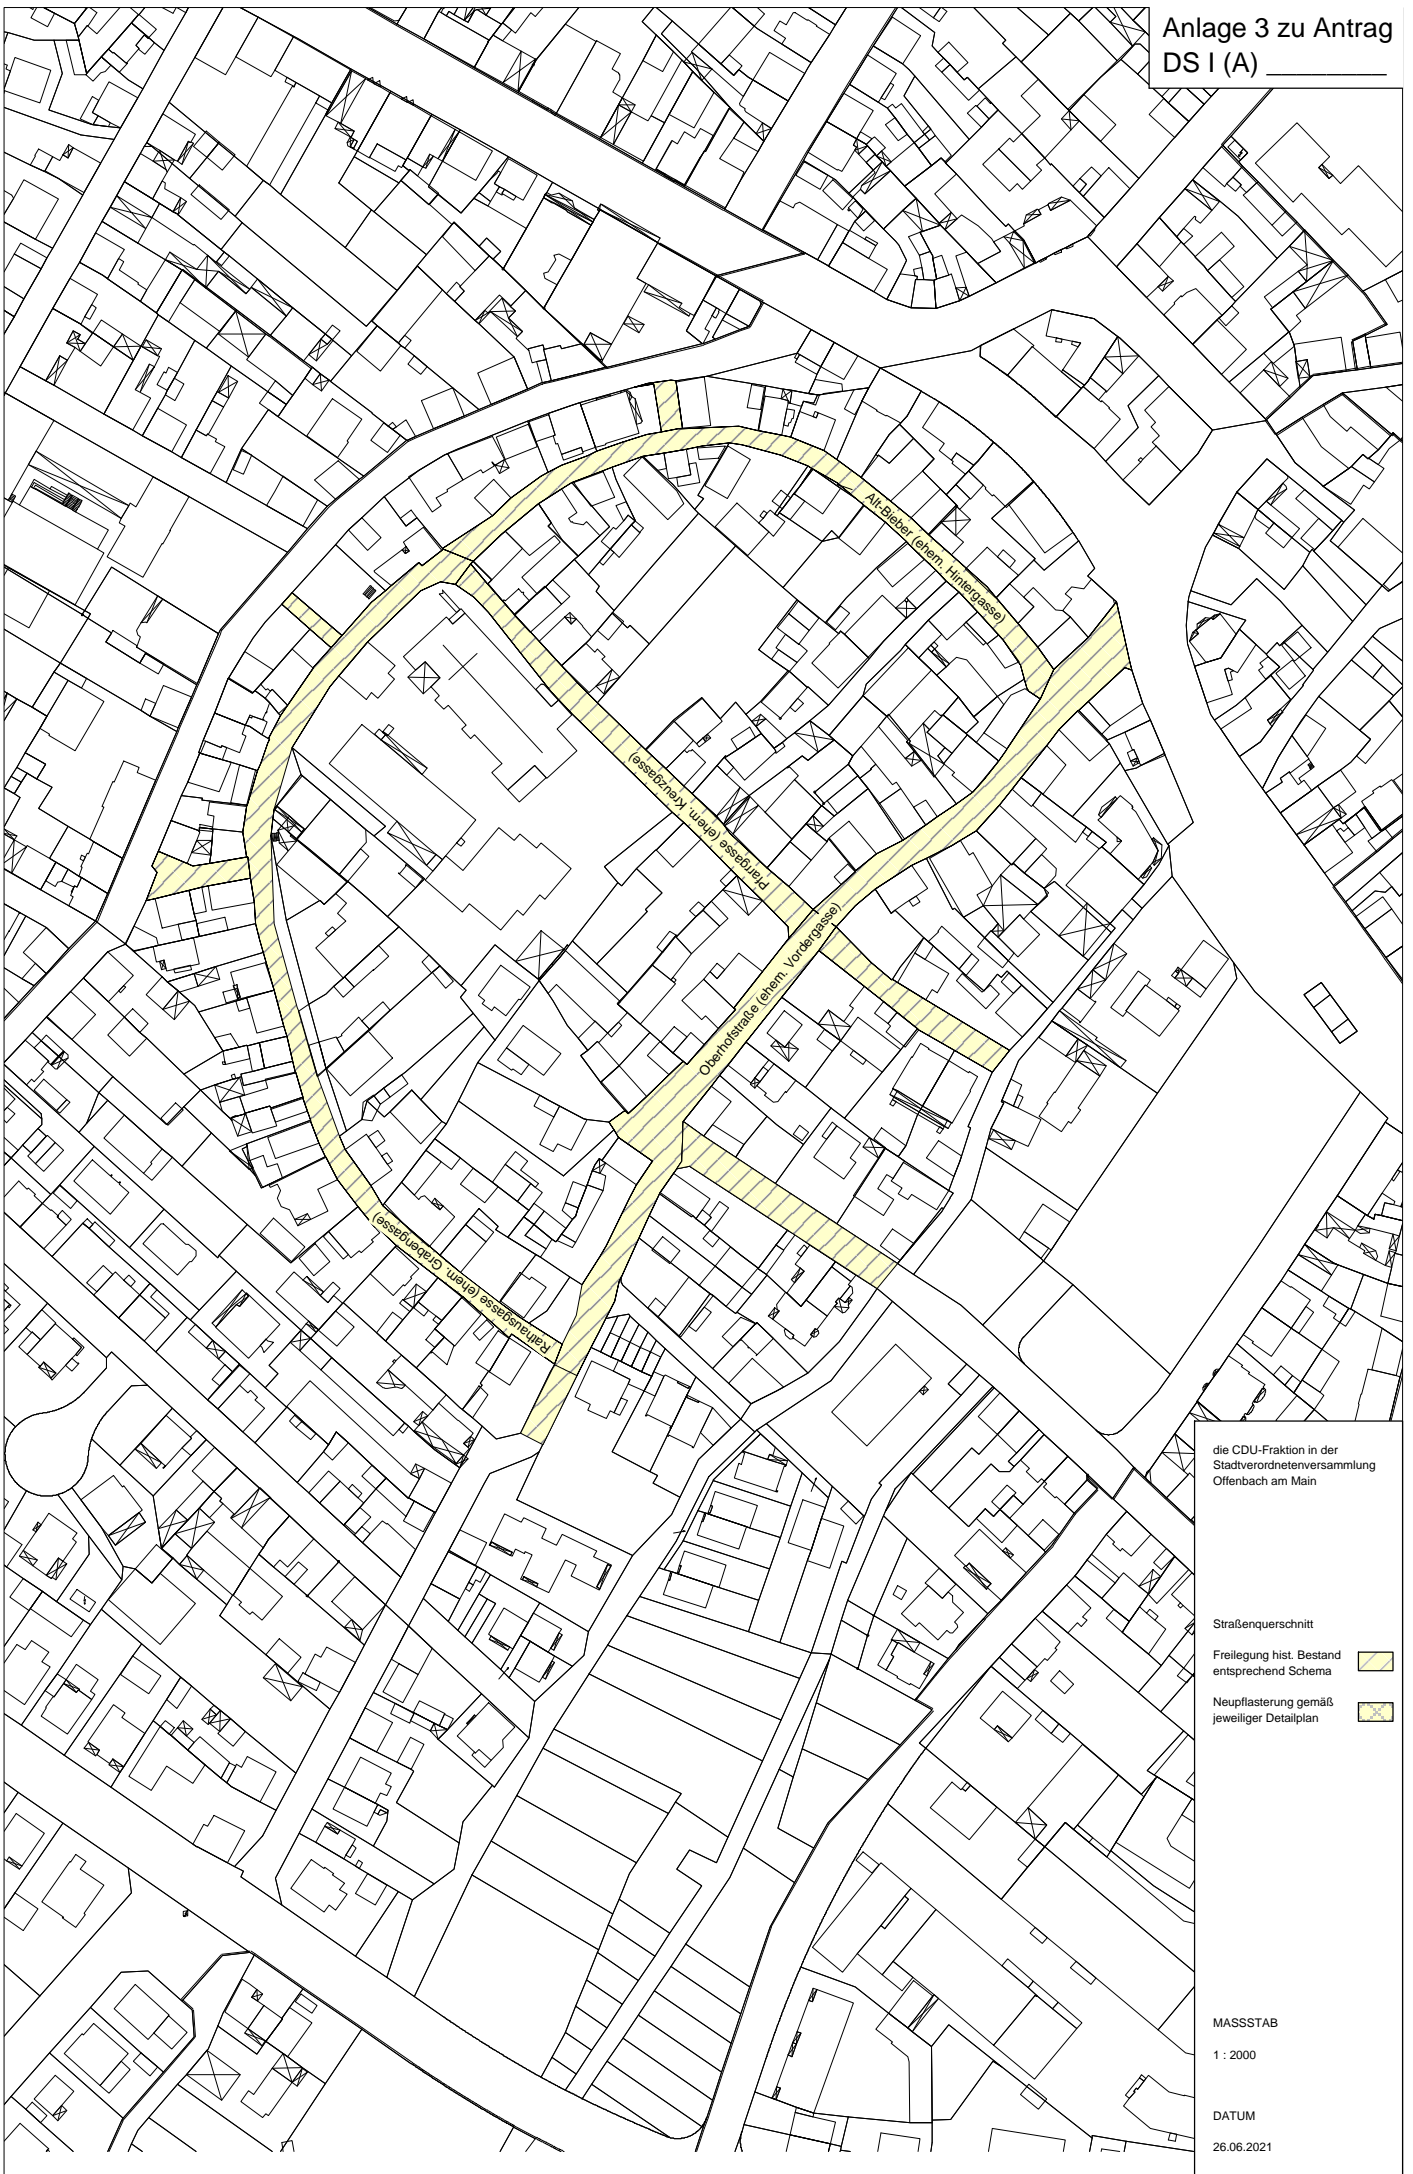 Anlage 3 zu Antrag
DS I (A) ________
Alt-Bieber (ehem. Hintergasse)
Pfarrgasse (ehem. Kreuzgasse)
Oberhofstraße (ehem. Vordergasse)
Rathausgasse (ehem. Grabengasse)
die CDU-Fraktion in der
Stadtverordnetenversammlung
Offenbach am Main
Straßenquerschnitt
Freilegung hist. Bestand
entsprechend Schema
Neupflasterung gemäß
jeweiliger Detailplan
MASSSTAB
1 : 2000
DATUM
26.06.2021